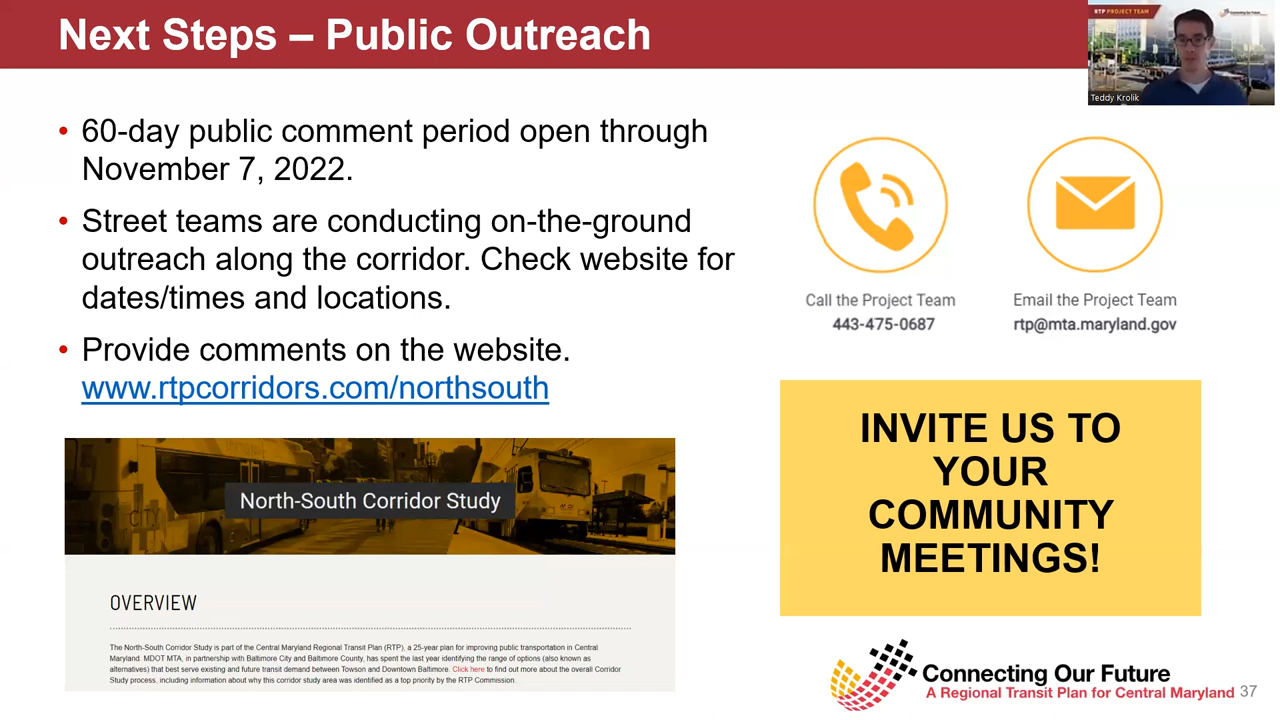 Next Steps – Public Outreach
RTP PROJECT TEAM
Connecting Our Future
Teddy Krolik
• 60-day public comment period open through
November 7, 2022.
• Street teams are conducting on-the-ground
outreach along the corridor. Check website for
dates/times and locations.
• Provide comments on the website.
www.rtpcorridors.com/northsouth
Call the Project Team
443-475-0687
Email the Project Team
rtp@mta.maryland.gov
CITY
North-South Corridor Study
OVERVIEW
The North-South Corridor Study is part of the Central Maryland Regional Transit Plan (RTP), a 25-year plan for improving public transportation in Central
Maryland. MDOT MTA, in partnership with Baltimore City and Baltimore County, has spent the last year identifying the range of options (also known as
alternatives) that best serve existing and future transit demand between Towson and Downtown Baltimore. Click here to find out more about the overall Corridor
Study process, including information about why this corridor study area was identified as a top priority by the RTP Commission.
INVITE US TO
YOUR
COMMUNITY
MEETINGS!
Connecting Our Future
A Regional Transit Plan for Central Maryland
37